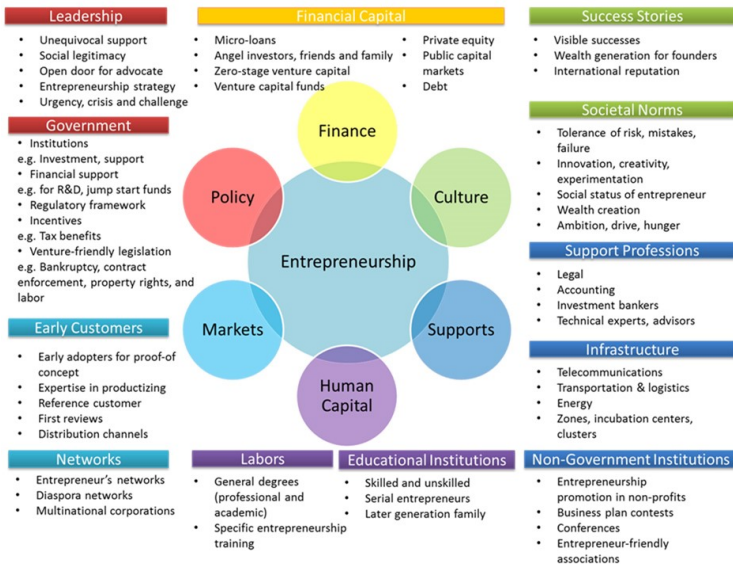 Leadership
• Unequivocal support
• Social legitimacy
• Open door for advocate
• Entrepreneurship strategy
• Urgency, crisis and challenge
Government
• Institutions
e.g. Investment, support
• Financial support
e.g. for R&D, jump start funds
• Regulatory framework
• Incentives
e.g. Tax benefits
• Venture-friendly legislation
e.g. Bankruptcy, contract
enforcement, property rights, and
labor
Early Customers
• Early adopters for proof-of
concept
• Expertise in productizing
• Reference customer
• First reviews
• Distribution channels
Networks
• Entrepreneur's networks
• Diaspora networks
• Multinational corporations
Financial Capital
• Micro-loans
• Angel investors, friends and family
• Zero-stage venture capital
• Venture capital funds
• Private equity
• Public capital
markets
• Debt
Finance
Policy
Culture
Entrepreneurship
Markets
Supports
Human
Capital
Labors
• General degrees
(professional and
academic)
• Specific entrepreneurship
training
Educational Institutions
• Skilled and unskilled
• Serial entrepreneurs
• Later generation family
Success Stories
• Visible successes
• Wealth generation for founders
• International reputation
Societal Norms
• Tolerance of risk, mistakes,
failure
• Innovation, creativity,
experimentation
• Social status of entrepreneur
• Wealth creation
• Ambition, drive, hunger
Support Professions
• Legal
• Accounting
• Investment bankers
• Technical experts, advisors
Infrastructure
• Telecommunications
• Transportation & logistics
• Energy
• Zones, incubation centers,
clusters
Non-Government Institutions
• Entrepreneurship
promotion in non-profits
• Business plan contests
• Conferences
• Entrepreneur-friendly
associations